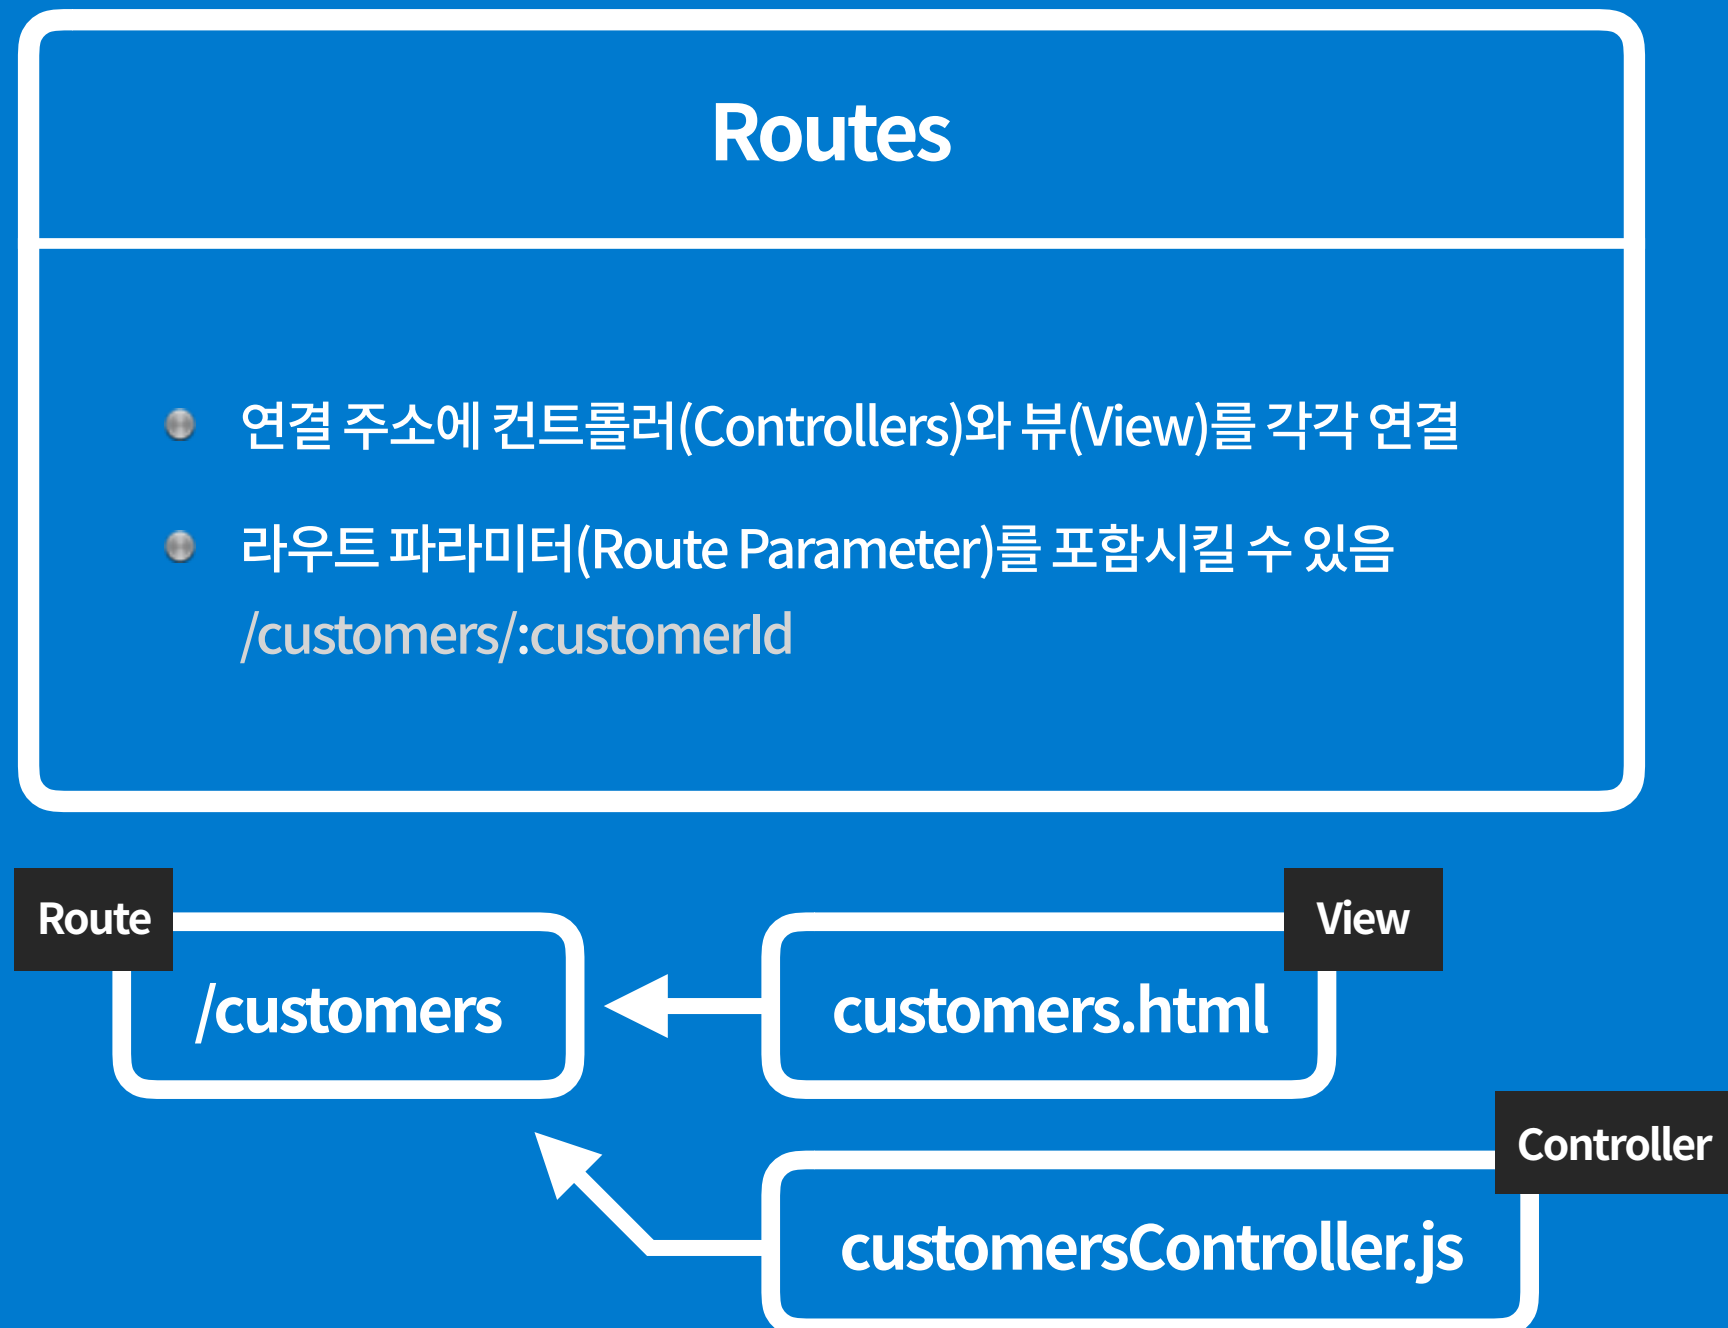 Routes
연결 주소에 컨트롤러(Controllers)와 뷰(View)를 각각 연결
라우트 파라미터(Route Parameter)를 포함시킬 수 있음
/customers/:customerId
Route
View
/customers
customers.html
Controller
customersController.js